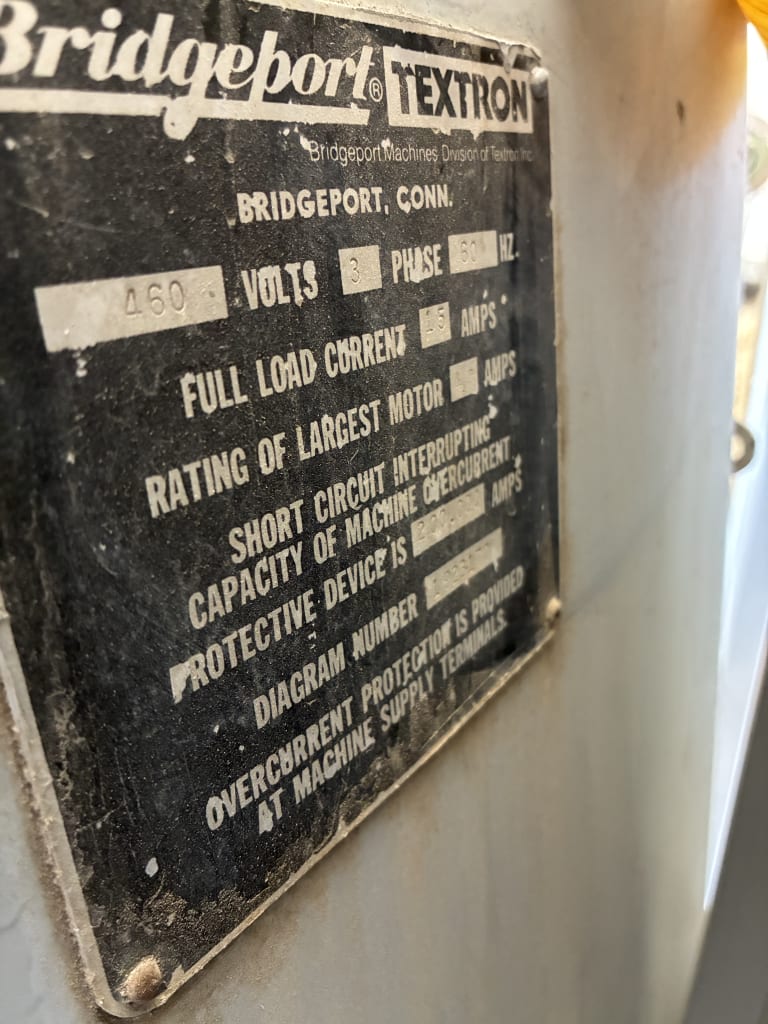 Bridgeport® TEXTRON
Bridgeport Machines Division of Textron Inc.
BRIDGEPORT, CONN.
460 VOLTS 3 PHASE 60 HZ.
FULL LOAD CURRENT 15 AMPS
RATING OF LARGEST MOTOR AMPS
SHORT CIRCUIT INTERRUPTING
CAPACITY OF MACHINE OVERCURRENT
PROTECTIVE DEVICE IS AMPS
DIAGRAM NUMBER
OVERCURRENT PROTECTION IS PROVIDED
AT MACHINE SUPPLY TERMINALS.